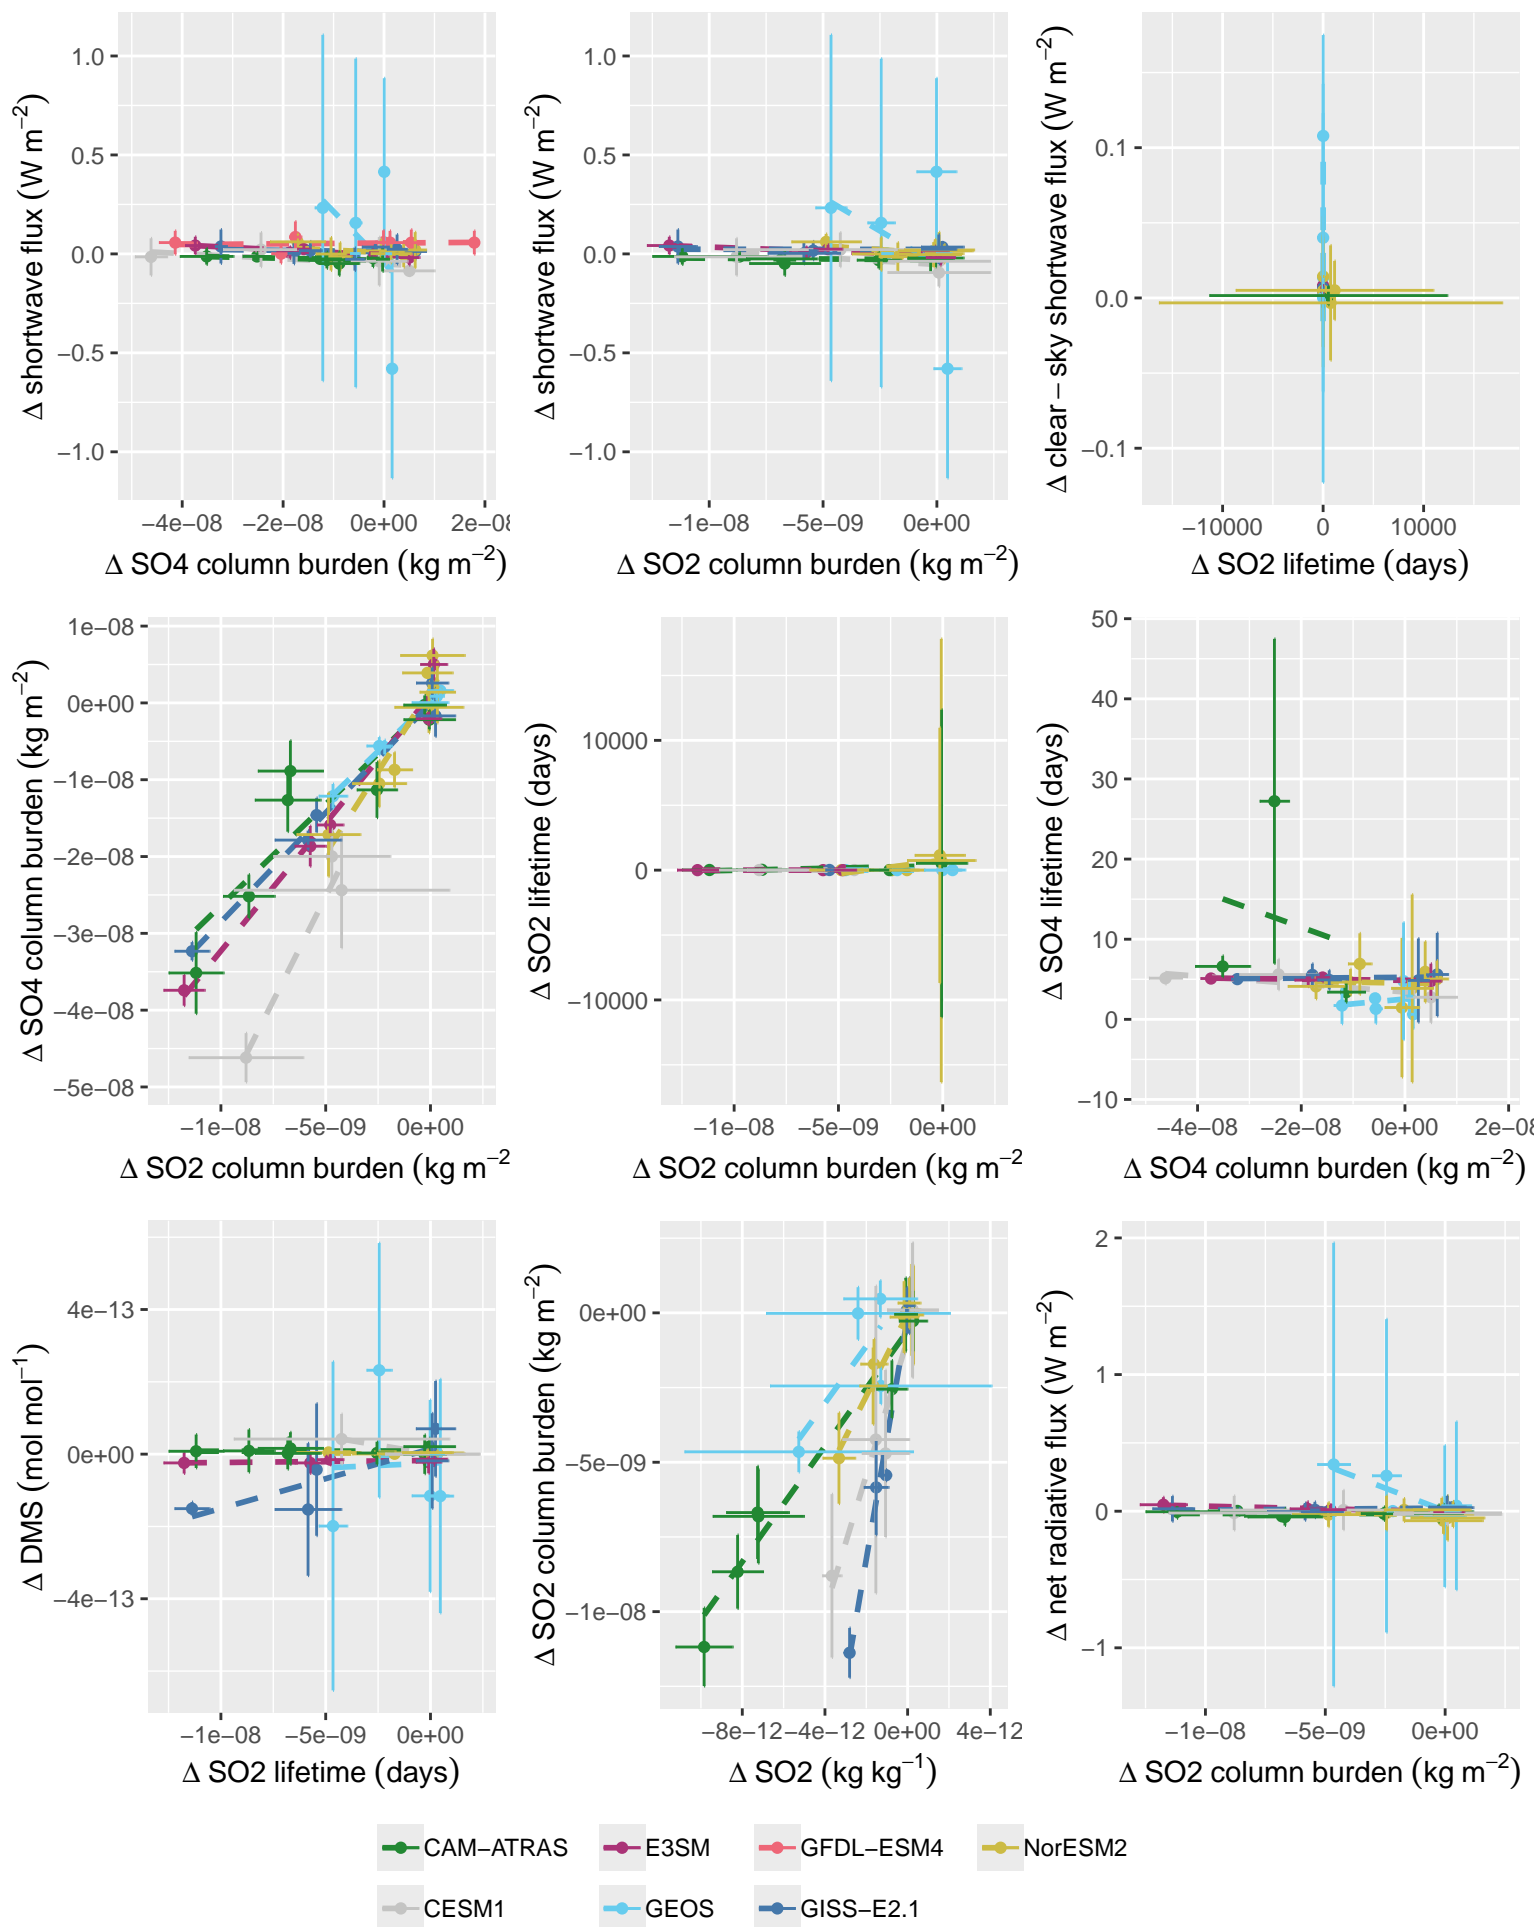 1.0
0.5
0.0
−0.5
−1.0
Δ shortwave flux (W m−2)
−4e−08 −2e−08 0e+00 2e−08
Δ SO4 column burden (kg m−2)
1.0
0.5
0.0
−0.5
−1.0
Δ shortwave flux (W m−2)
−1e−08 −5e−09 0e+00
Δ SO2 column burden (kg m−2)
0.1
0.0
−0.1
Δ clear − sky shortwave flux (W m−2)
−10000 0 10000
Δ SO2 lifetime (days)
1e−08
0e+00
−1e−08
−2e−08
−3e−08
−4e−08
−5e−08
Δ SO4 column burden (kg m−2)
−1e−08 −5e−09 0e+00
Δ SO2 column burden (kg m−2
10000
0
−10000
Δ SO2 lifetime (days)
−1e−08 −5e−09 0e+00
Δ SO2 column burden (kg m−2
50
40
30
20
10
0
−10
Δ SO4 lifetime (days)
−4e−08 −2e−08 0e+00 2e−08
Δ SO4 column burden (kg m−2)
4e−13
0e+00
−4e−13
Δ DMS (mol mol−1)
−1e−08 −5e−09 0e+00
Δ SO2 lifetime (days)
0e+00
−5e−09
−1e−08
Δ SO2 column burden (kg m−2)
−8e−12 −4e−12 0e+00 4e−12
Δ SO2 (kg kg−1)
2
1
0
−1
Δ net radiative flux (W m−2)
−1e−08 −5e−09 0e+00
Δ SO2 column burden (kg m−2)
CAM−ATRAS E3SM GFDL−ESM4 NorESM2
CESM1 GEOS GISS−E2.1